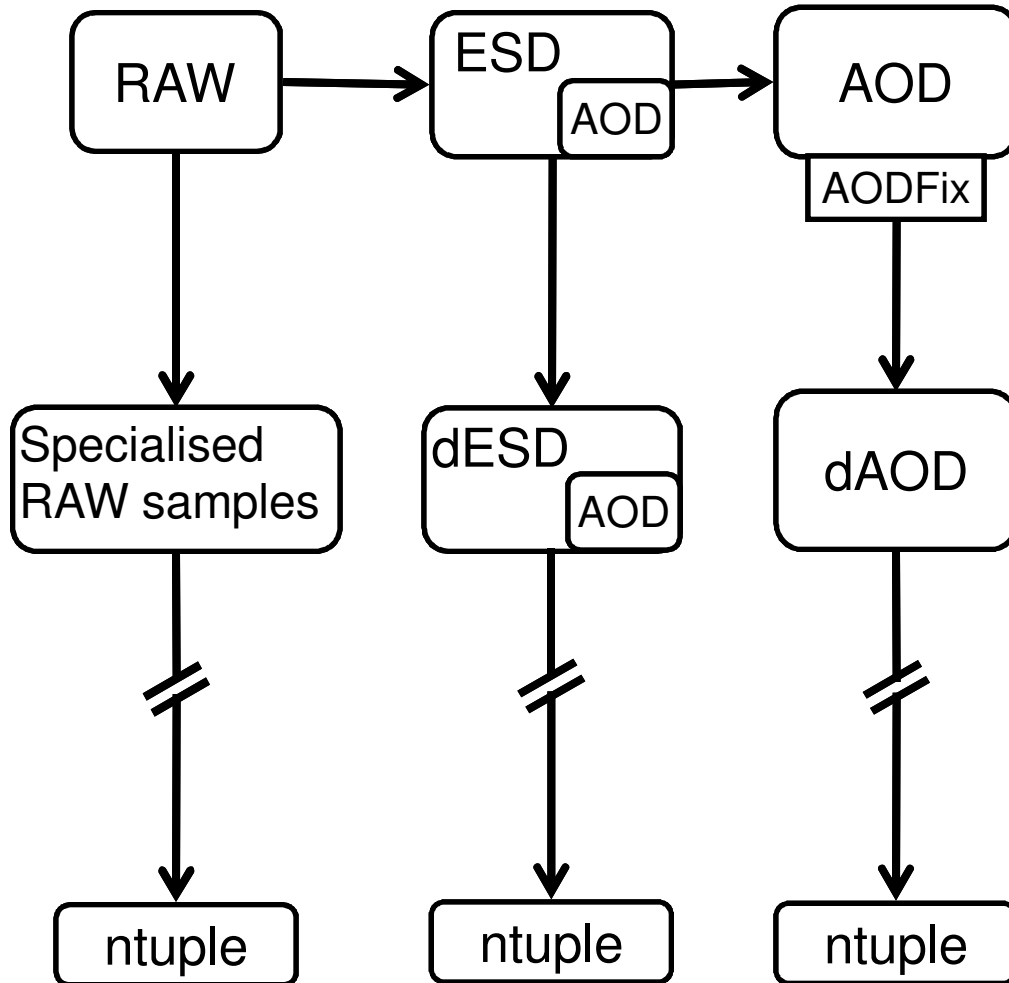 RAW
ESD
AOD
AOD
AODFix
Specialised
RAW samples
dESD
AOD
dAOD
ntuple
ntuple
ntuple